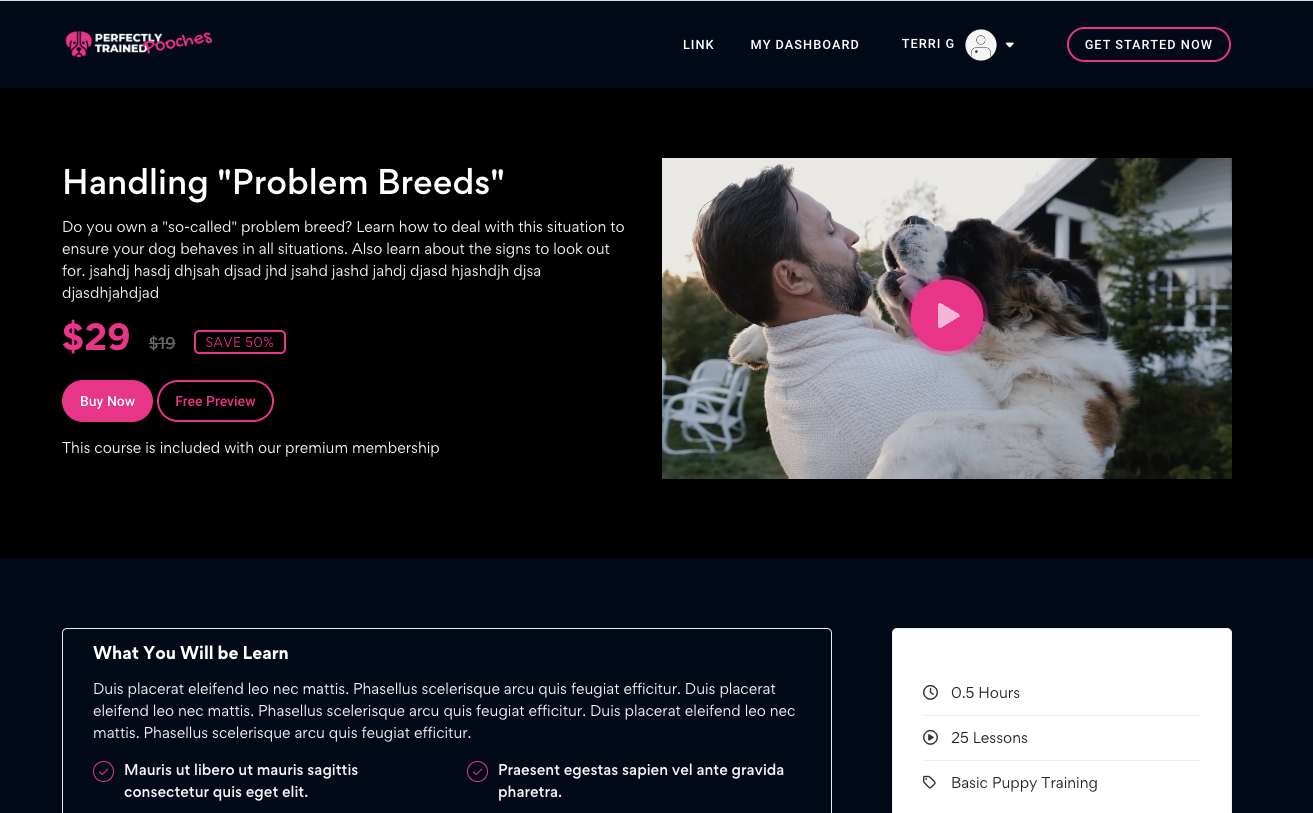 PERFECTLY
TRAINED Pooches
LINK
MY DASHBOARD
TERRI G
GET STARTED NOW
Handling "Problem Breeds"
Do you own a "so-called" problem breed? Learn how to deal with this situation to
ensure your dog behaves in all situations. Also learn about the signs to look out
for. jsahdj hasdj dhjsah djsad jhd jsahd jashd jahdj djasd hjashdjh djsa
djasdhjahdjad
$29 $19 SAVE 50%
Buy Now
Free Preview
This course is included with our premium membership
What You Will be Learn
Duis placerat eleifend leo nec mattis. Phasellus scelerisque arcu quis feugiat efficitur. Duis placerat
eleifend leo nec mattis. Phasellus scelerisque arcu quis feugiat efficitur. Duis placerat eleifend leo nec
mattis. Phasellus scelerisque arcu quis feugiat efficitur.
Mauris ut libero ut mauris sagittis
consectetur quis eget elit.
Praesent egestas sapien vel ante gravida
pharetra.
0.5 Hours
25 Lessons
Basic Puppy Training